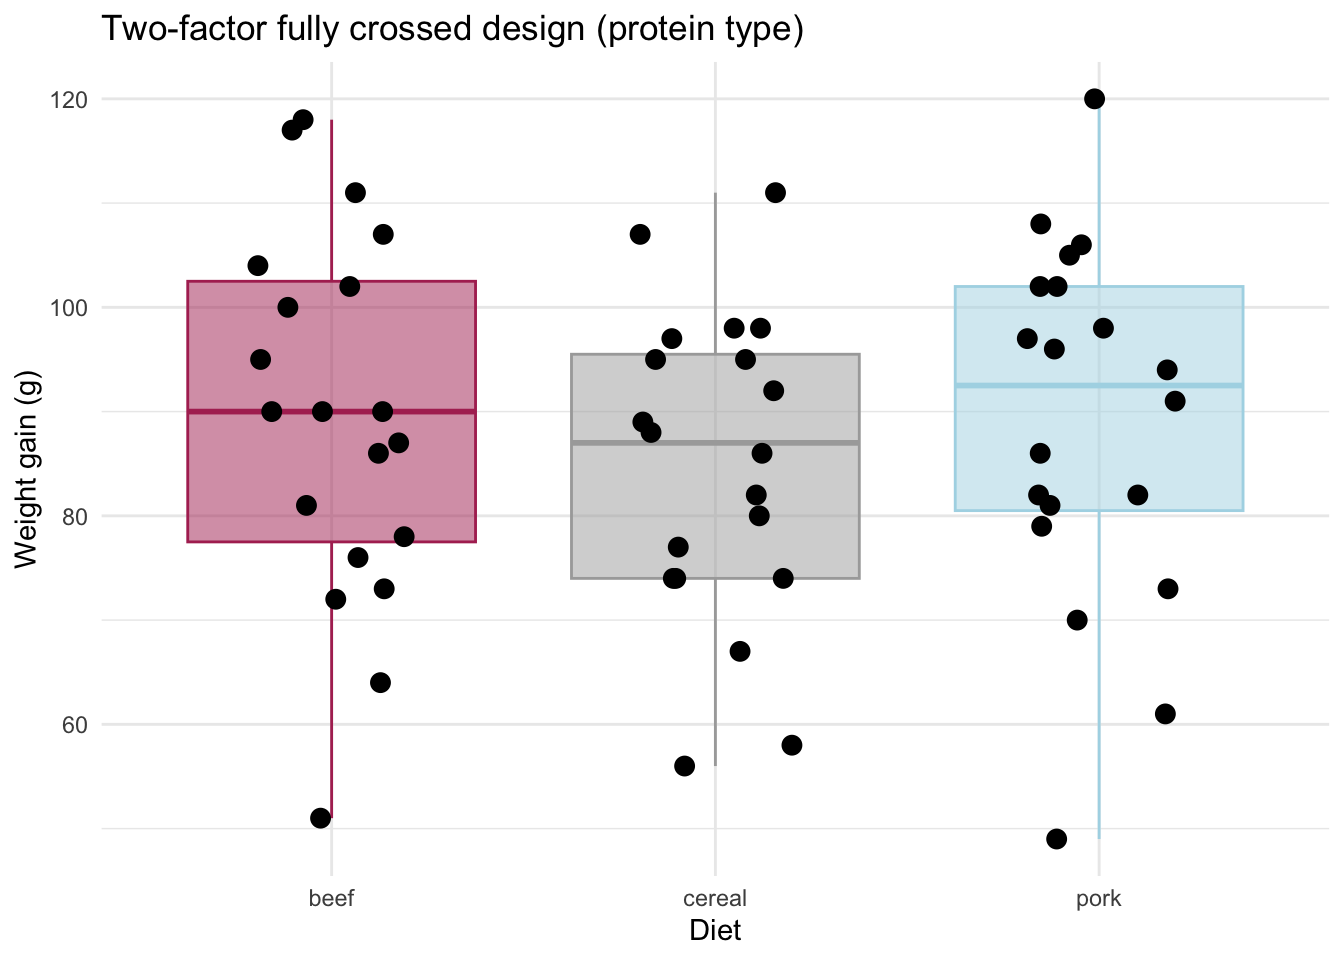 Two-factor fully crossed design (protein type)
120
100
80
60
Weight gain (g)
beef cereal pork
Diet